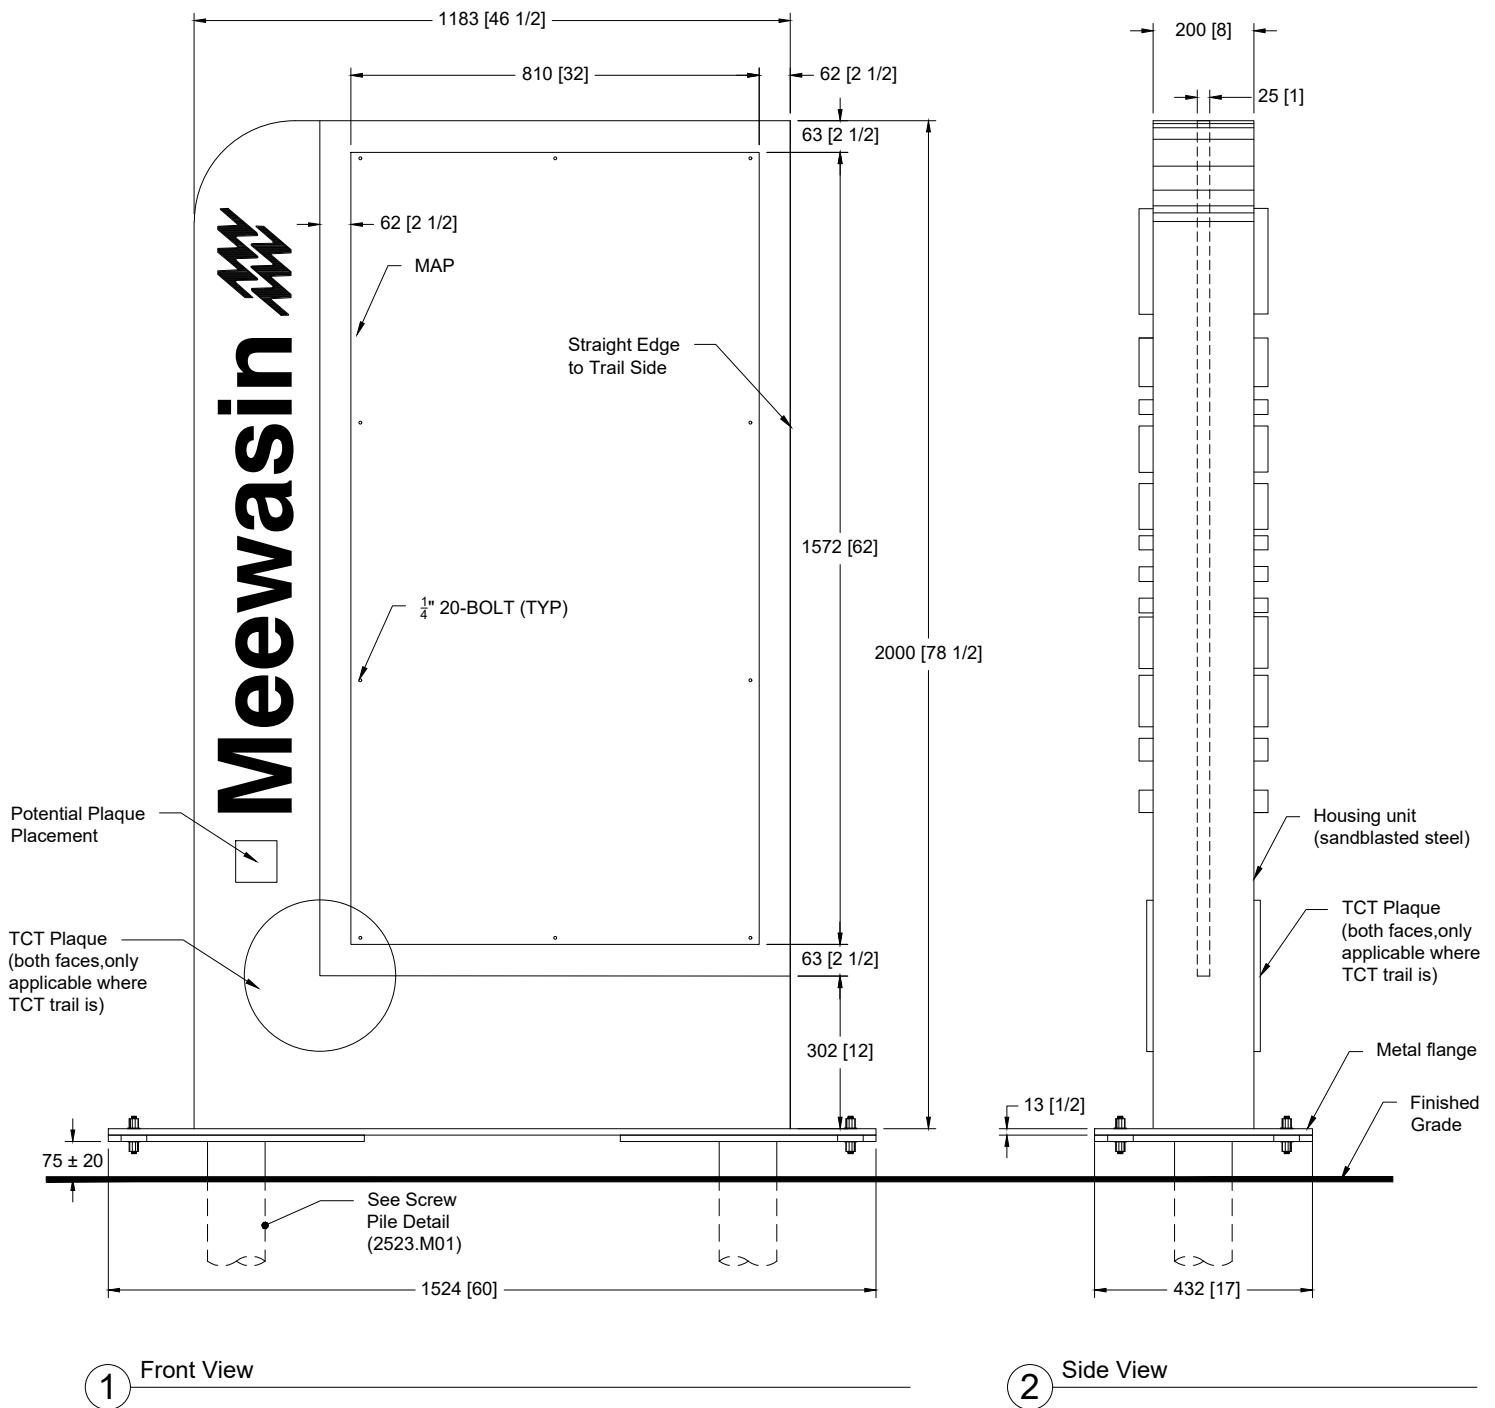 1183 [46 1/2]
810 [32]
62 [2 1/2]
63 [2 1/2]
62 [2 1/2]
MAP
Straight Edge
to Trail Side
1572 [62]
1/4" 20-BOLT (TYP)
2000 [78 1/2]
Meewasin
Potential Plaque
Placement
TCT Plaque
(both faces,only
applicable where
TCT trail is)
63 [2 1/2]
302 [12]
75 ± 20
See Screw
Pile Detail
(2523.M01)
1524 [60]
1 Front View
200 [8]
25 [1]
Housing unit
(sandblasted steel)
TCT Plaque
(both faces,only
applicable where
TCT trail is)
Metal flange
13 [1/2]
Finished
Grade
432 [17]
2 Side View